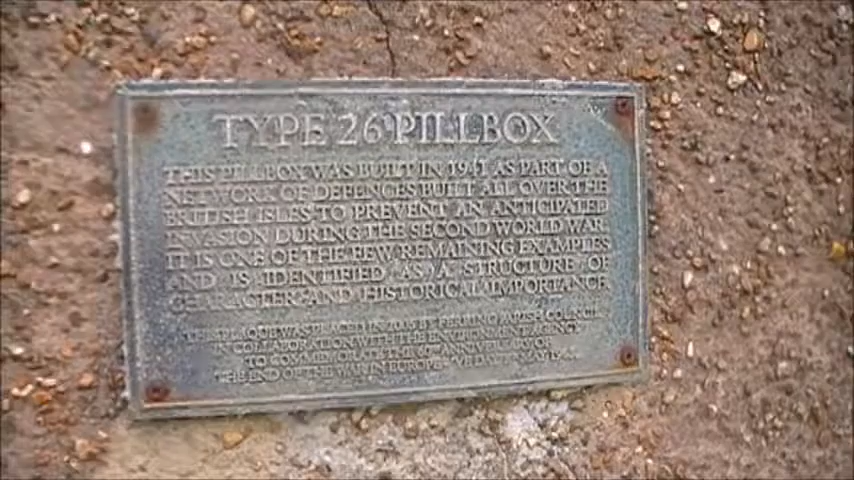 TYPE 26 PILLBOX
THIS PILLBOX WAS BUILT IN 1941 AS PART OF A
NETWORK OF DEFENCES BUILT ALL OVER THE
BRITISH ISLES TO PREVENT AN ANTICIPATED
INVASION DURING THE SECOND WORLD WAR.
IT IS ONE OF THE FEW REMAINING EXAMPLES
AND IS IDENTIFIED AS A STRUCTURE OF
CHARACTER AND HISTORICAL IMPORTANCE.
THIS PLAQUE WAS PLACED IN BY FERRING PARISH COUNCIL
IN COLLABORATION WITH THE ENVIRONMENT AGENCY
TO COMMEMORATE THE 60TH ANNIVERSARY OF
THE END OF THE WAR IN EUROPE "VE DAY" MAY